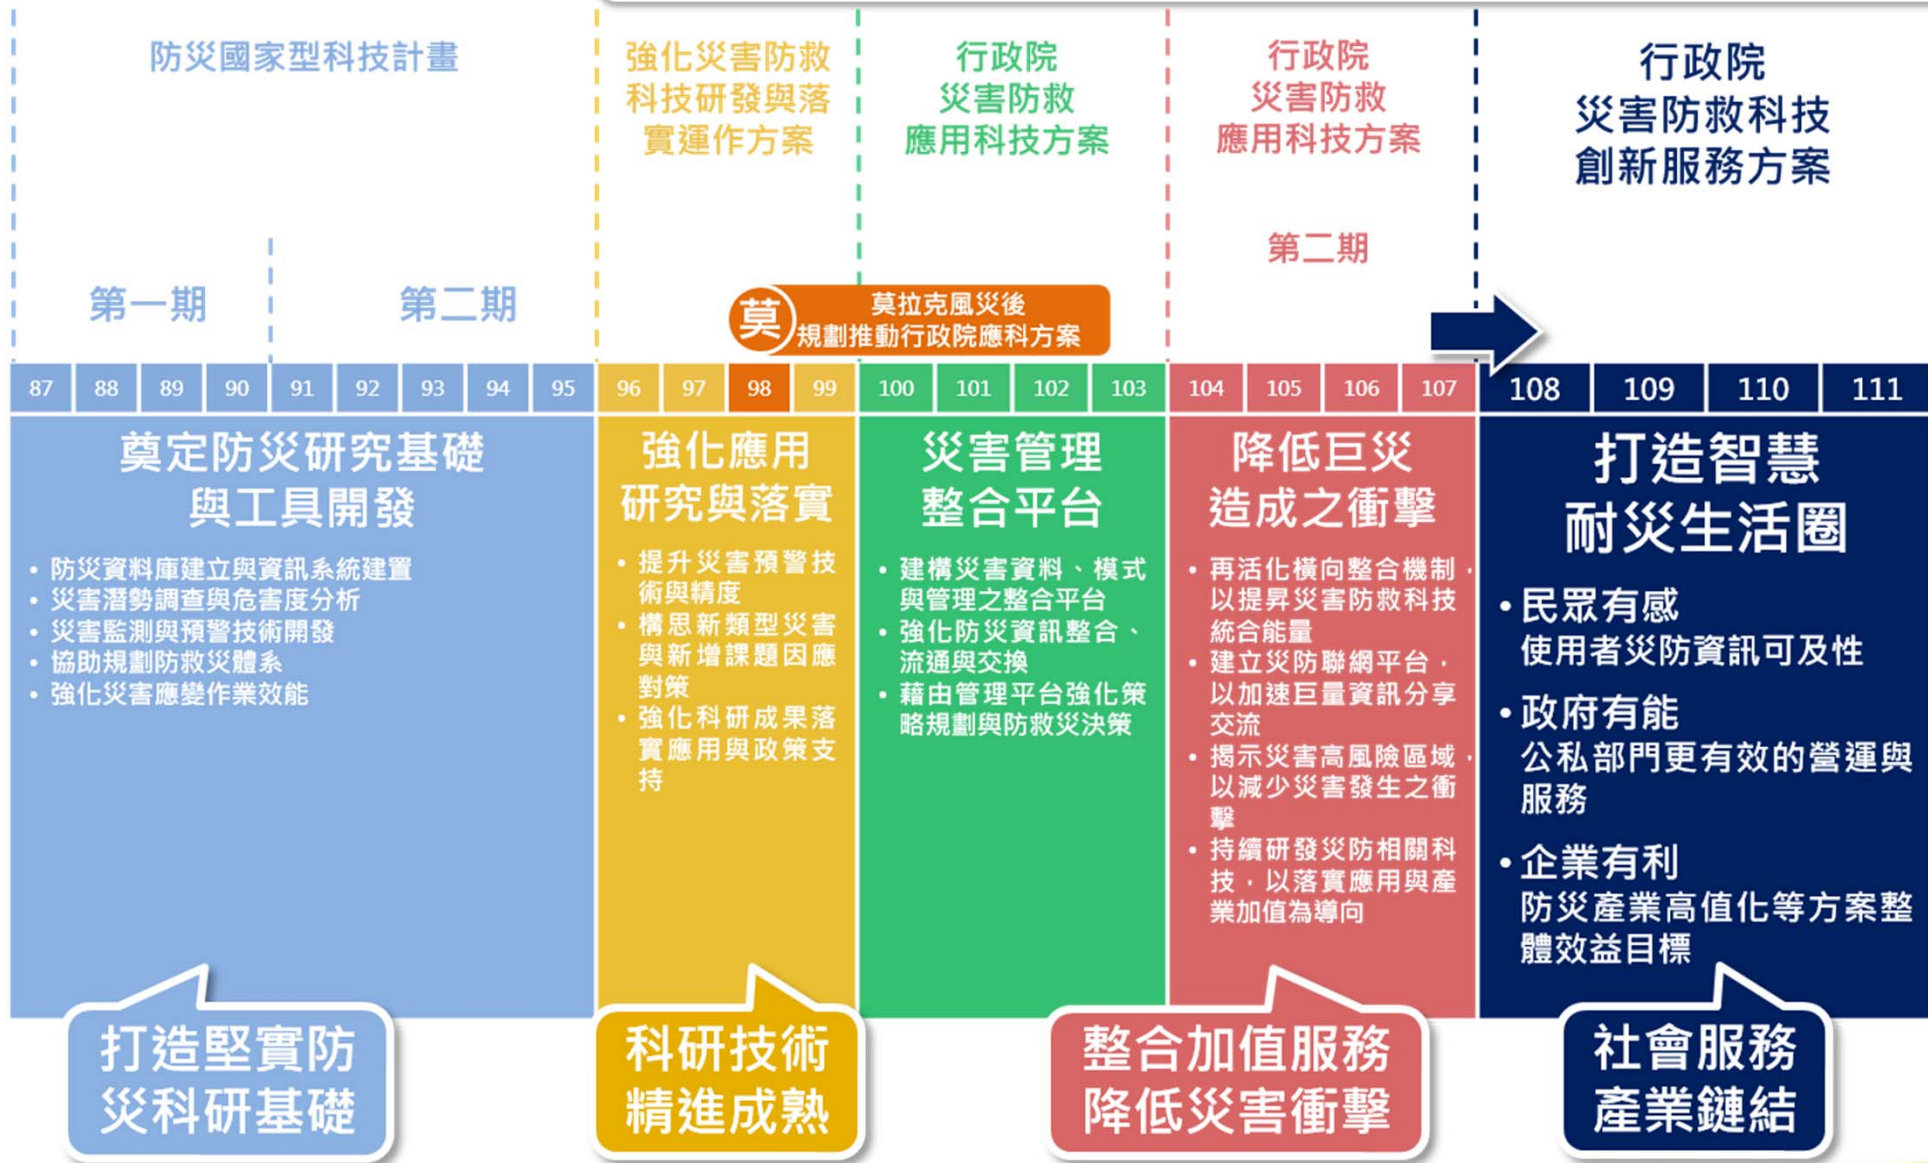 防災國家型科技計畫
第一期
第二期
強化災害防救
科技研發與落
實運作方案
行政院
災害防救
應用科技方案
行政院
災害防救
應用科技方案
第二期
行政院
災害防救科技
創新服務方案
莫
莫拉克風災後
規劃推動行政院應科方案
87 88 89 90 91 92 93 94 95 96 97 98 99 100 101 102 103 104 105 106 107 108 109 110 111
奠定防災研究基礎
與工具開發
• 防災資料庫建立與資訊系統建置
• 災害潛勢調查與危害度分析
• 災害監測與預警技術開發
• 協助規劃防救災體系
• 強化災害應變作業效能
打造堅實防
災科研基礎
強化應用
研究與落實
• 提升災害預警技
術與精度
• 構思新類型災害
與新增課題因應
對策
• 強化科研成果落
實應用與政策支
持
科研技術
精進成熟
災害管理
整合平台
• 建構災害資料、模式
與管理之整合平台
• 強化防災資訊整合、
流通與交換
• 藉由管理平台強化策
略規劃與防救災決策
降低巨災
造成之衝擊
• 再活化橫向整合機制，
以提昇災害防救科技
統合能量
• 建立災防聯網平台，
以加速巨量資訊分享
交流
• 揭示災害高風險區域，
以減少災害發生之衝
擊
• 持續研發災防相關科
技，以落實應用與產
業加值為導向
整合加值服務
降低災害衝擊
打造智慧
耐災生活圈
• 民眾有感
使用者災防資訊可及性
• 政府有能
公私部門更有效的營運與
服務
• 企業有利
防災產業高值化等方案整
體效益目標
社會服務
產業鏈結